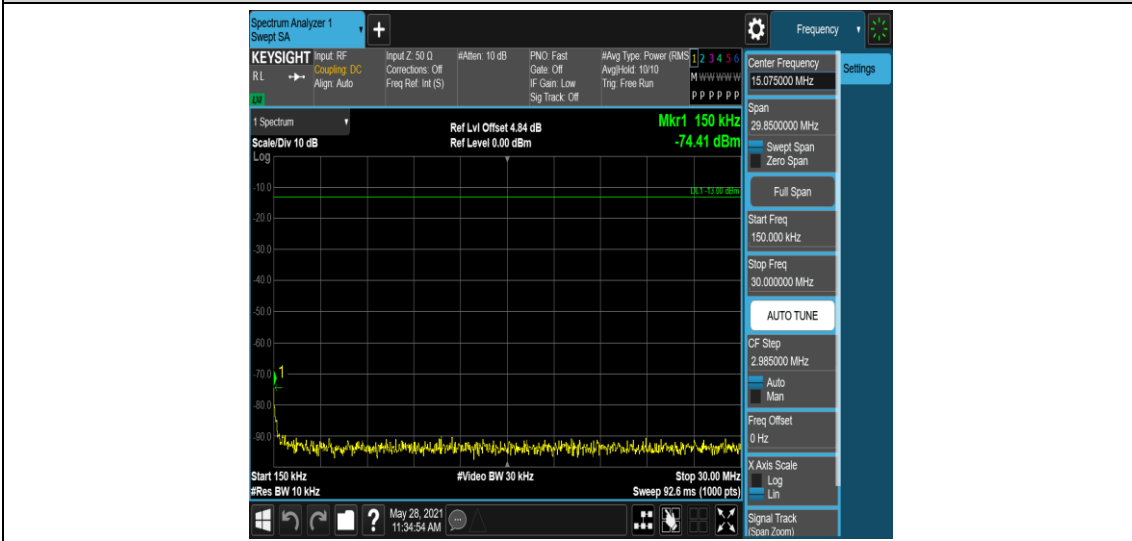 Spectrum Analyzer 1
Swept SA
+
Frequency
KEYSIGHT
RL
LXI
Input: RF
Coupling: DC
Align: Auto
Input Z: 50 Ω
Corrections: Off
Freq Ref: Int (S)
#Atten: 10 dB
PNO: Fast
Gate: Off
IF Gain: Low
Sig Track: Off
#Avg Type: Power (RMS
Avg|Hold: 10/10
Trig: Free Run
1 2 3 4 5 6
M W W W W W
P P P P P P
1 Spectrum
Scale/Div 10 dB
Log
Ref Lvl Offset 4.84 dB
Ref Level 0.00 dBm
Mkr1 150 kHz
-74.41 dBm
-10.0
DL1 -13.00 dBm
-20.0
-30.0
-40.0
-50.0
-60.0
-70.0
1
-80.0
-90.0
Start 150 kHz
#Video BW 30 kHz
Stop 30.00 MHz
#Res BW 10 kHz
Sweep 92.6 ms (1000 pts)
?
May 28, 2021
11:34:54 AM
Center Frequency
15.075000 MHz
Settings
Span
29.8500000 MHz
Swept Span
Zero Span
Full Span
Start Freq
150.000 kHz
Stop Freq
30.000000 MHz
AUTO TUNE
CF Step
2.985000 MHz
Auto
Man
Freq Offset
0 Hz
X Axis Scale
Log
Lin
Signal Track
(Span Zoom)